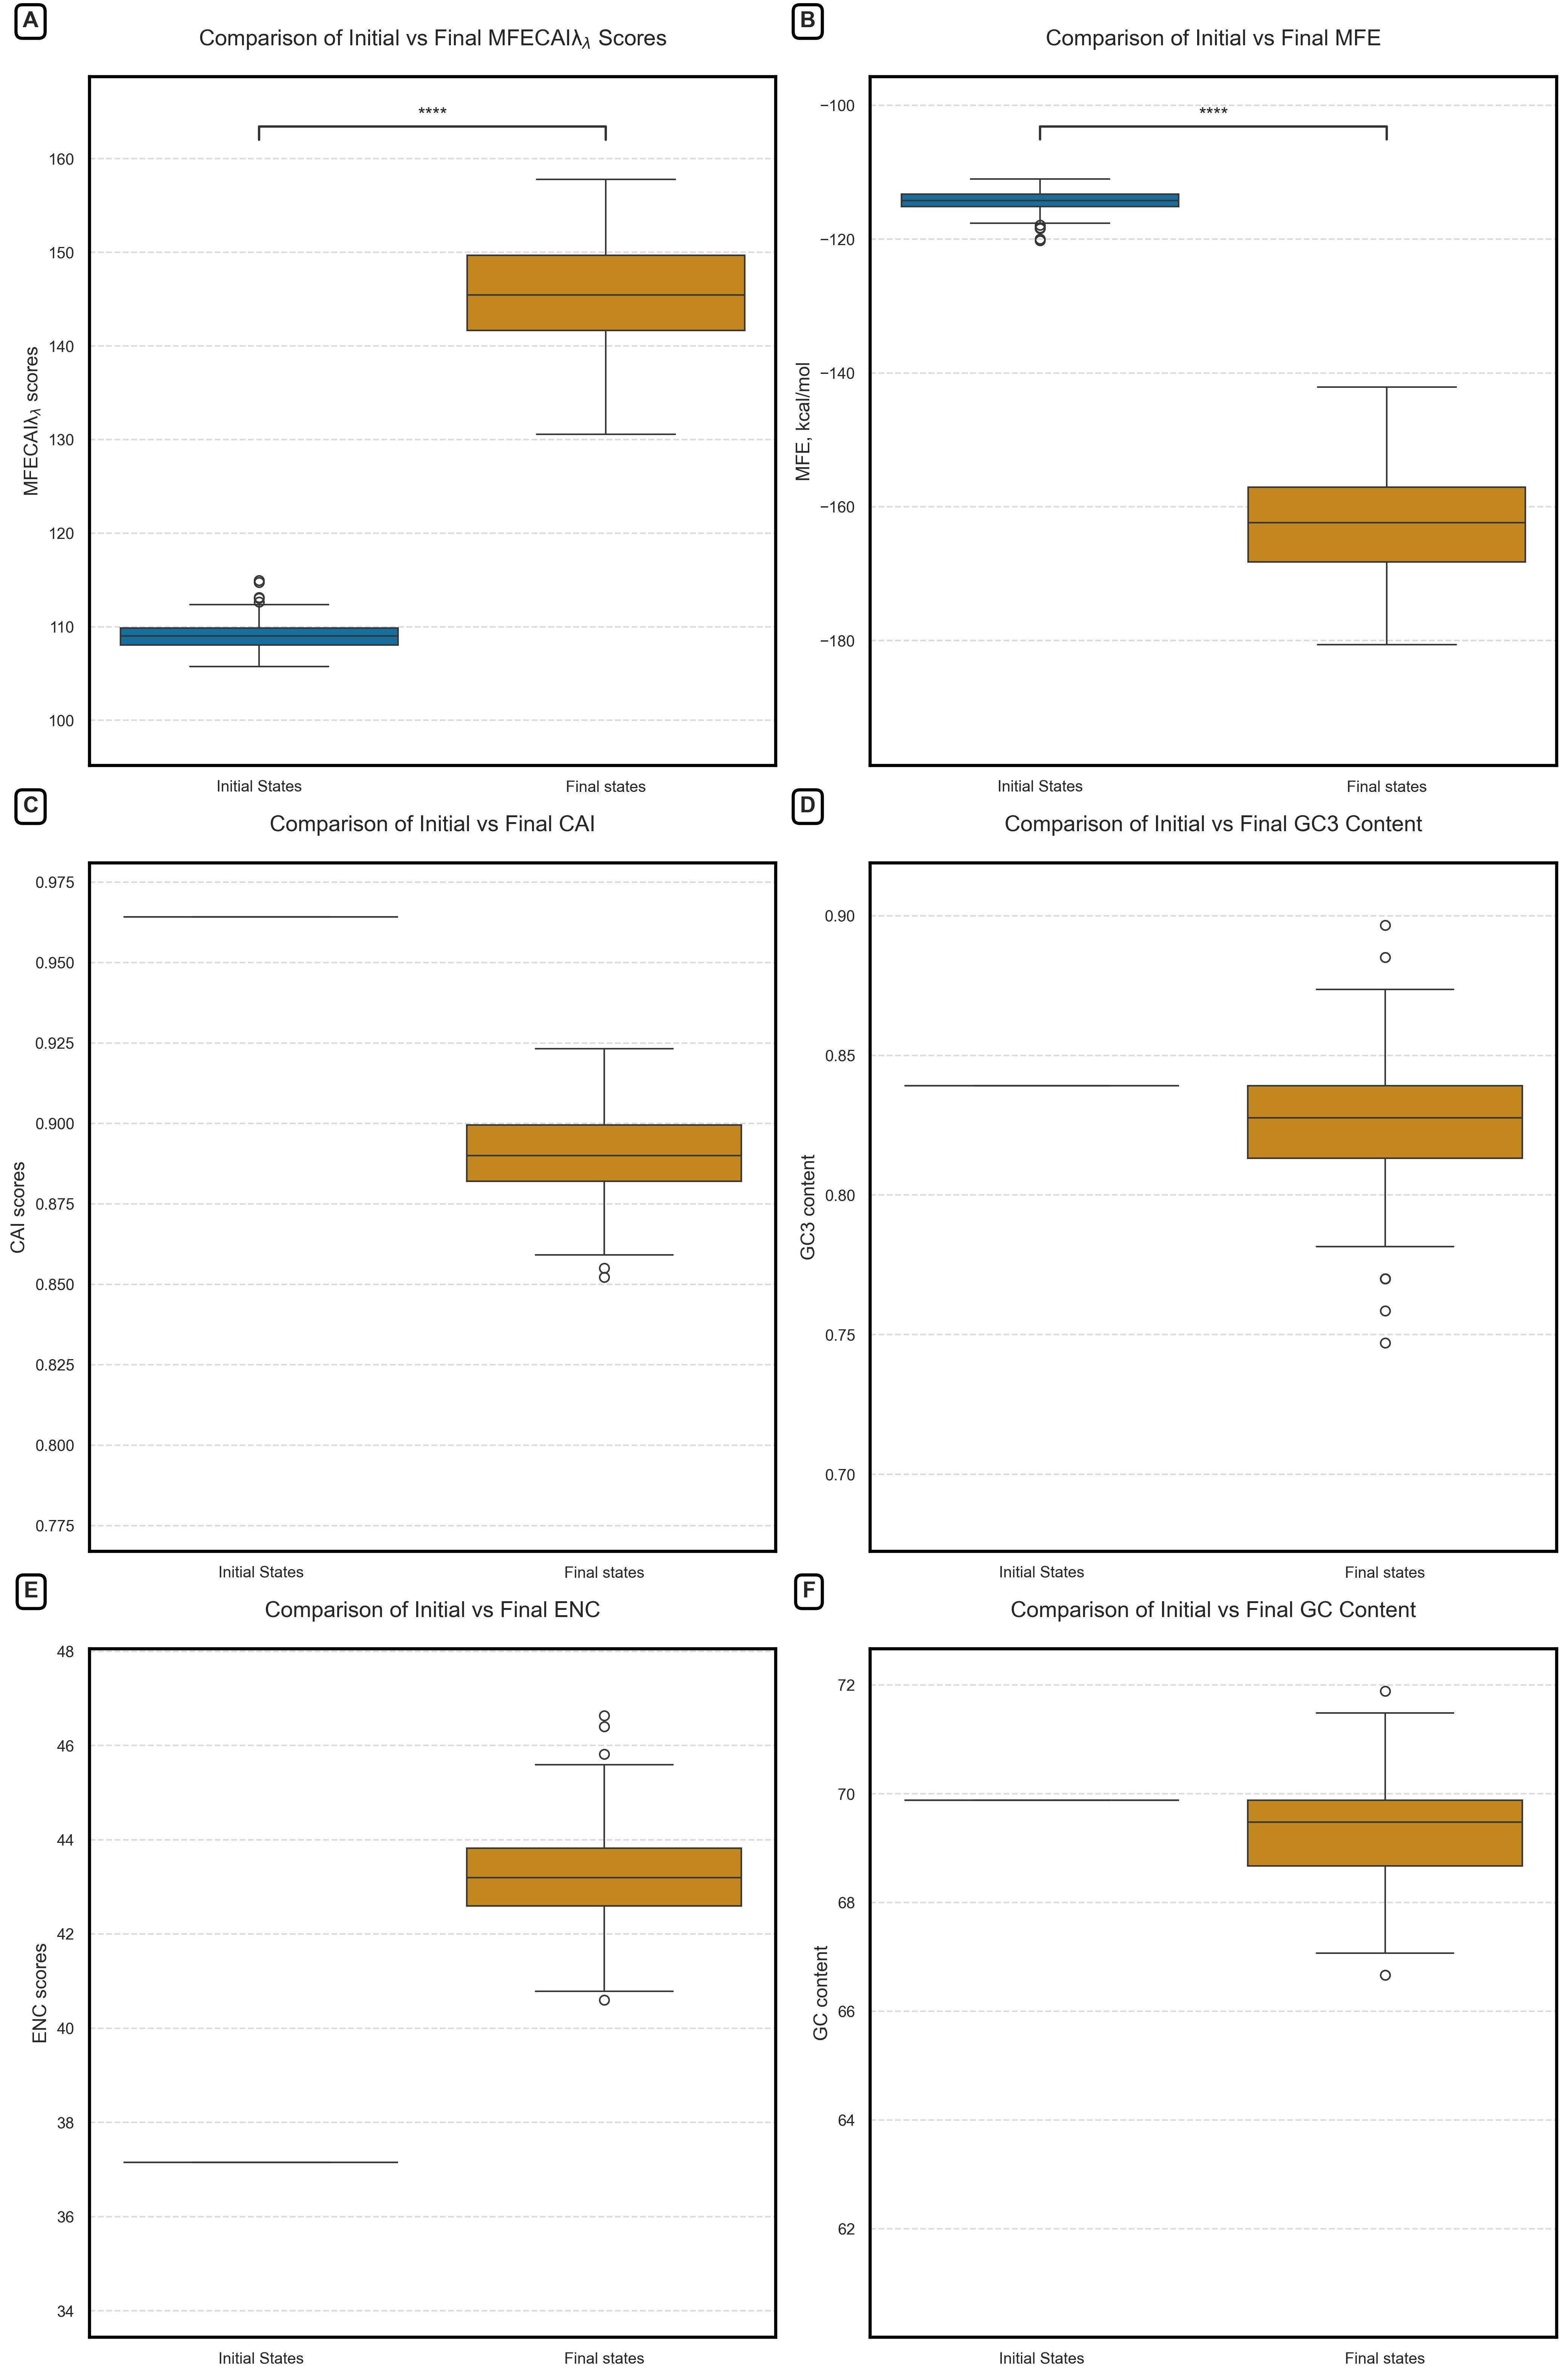 A
Comparison of Initial vs Final MFECAIλλ Scores
****
160
150
140
130
120
110
100
MFECAIλλ scores
Initial States
Final states
B
Comparison of Initial vs Final MFE
****
−100
−120
−140
−160
−180
MFE, kcal/mol
Initial States
Final states
C
Comparison of Initial vs Final CAI
0.975
0.950
0.925
0.900
0.875
0.850
0.825
0.800
0.775
CAI scores
Initial States
Final states
D
Comparison of Initial vs Final GC3 Content
0.90
0.85
0.80
0.75
0.70
GC3 content
Initial States
Final states
E
Comparison of Initial vs Final ENC
48
46
44
42
40
38
36
34
ENC scores
Initial States
Final states
F
Comparison of Initial vs Final GC Content
72
70
68
66
64
62
GC content
Initial States
Final states